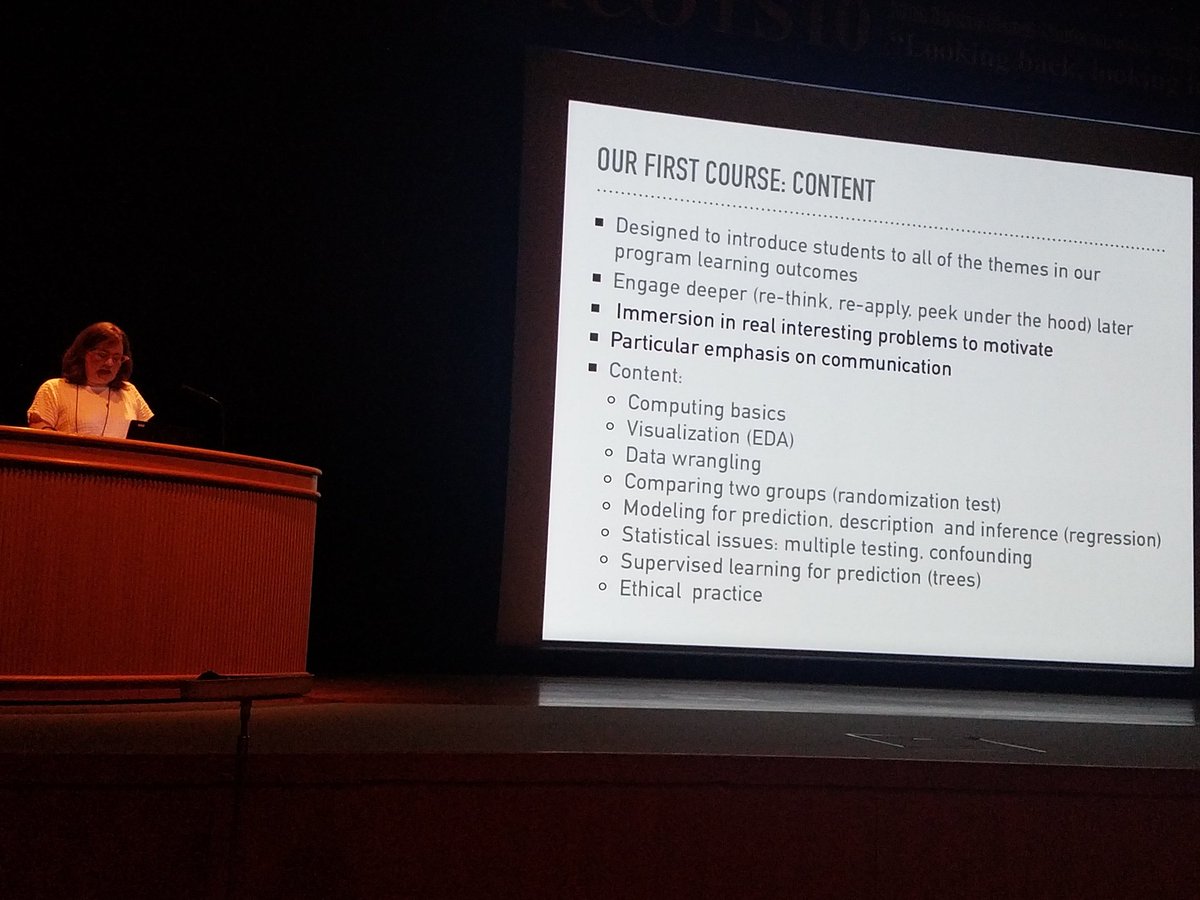 ICOTS10
"Looking back, looking
OUR FIRST COURSE: CONTENT
▪ Designed to introduce students to all of the themes in our
program learning outcomes
▪ Engage deeper (re-think, re-apply, peek under the hood) later
▪ Immersion in real interesting problems to motivate
▪ Particular emphasis on communication
▪ Content:
○ Computing basics
○ Visualization (EDA)
○ Data wrangling
○ Comparing two groups (randomization test)
○ Modeling for prediction, description and inference (regression)
○ Statistical issues: multiple testing, confounding
○ Supervised learning for prediction (trees)
○ Ethical practice